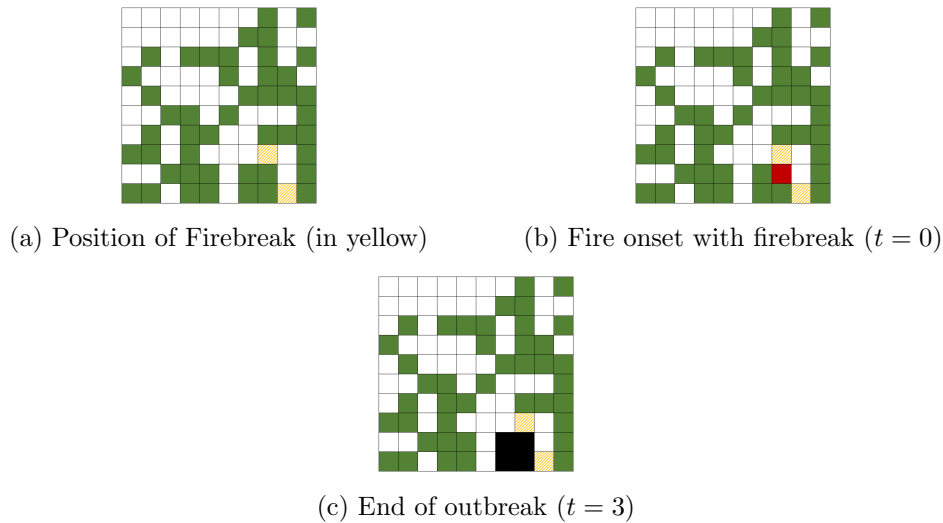 (a) Position of Firebreak (in yellow)
(b) Fire onset with firebreak (t = 0)
(c) End of outbreak (t = 3)